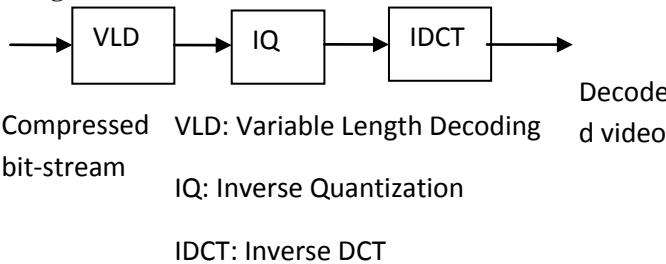 VLD
IQ
IDCT
Compressed
bit-stream
VLD: Variable Length Decoding
IQ: Inverse Quantization
IDCT: Inverse DCT
Decode
d video